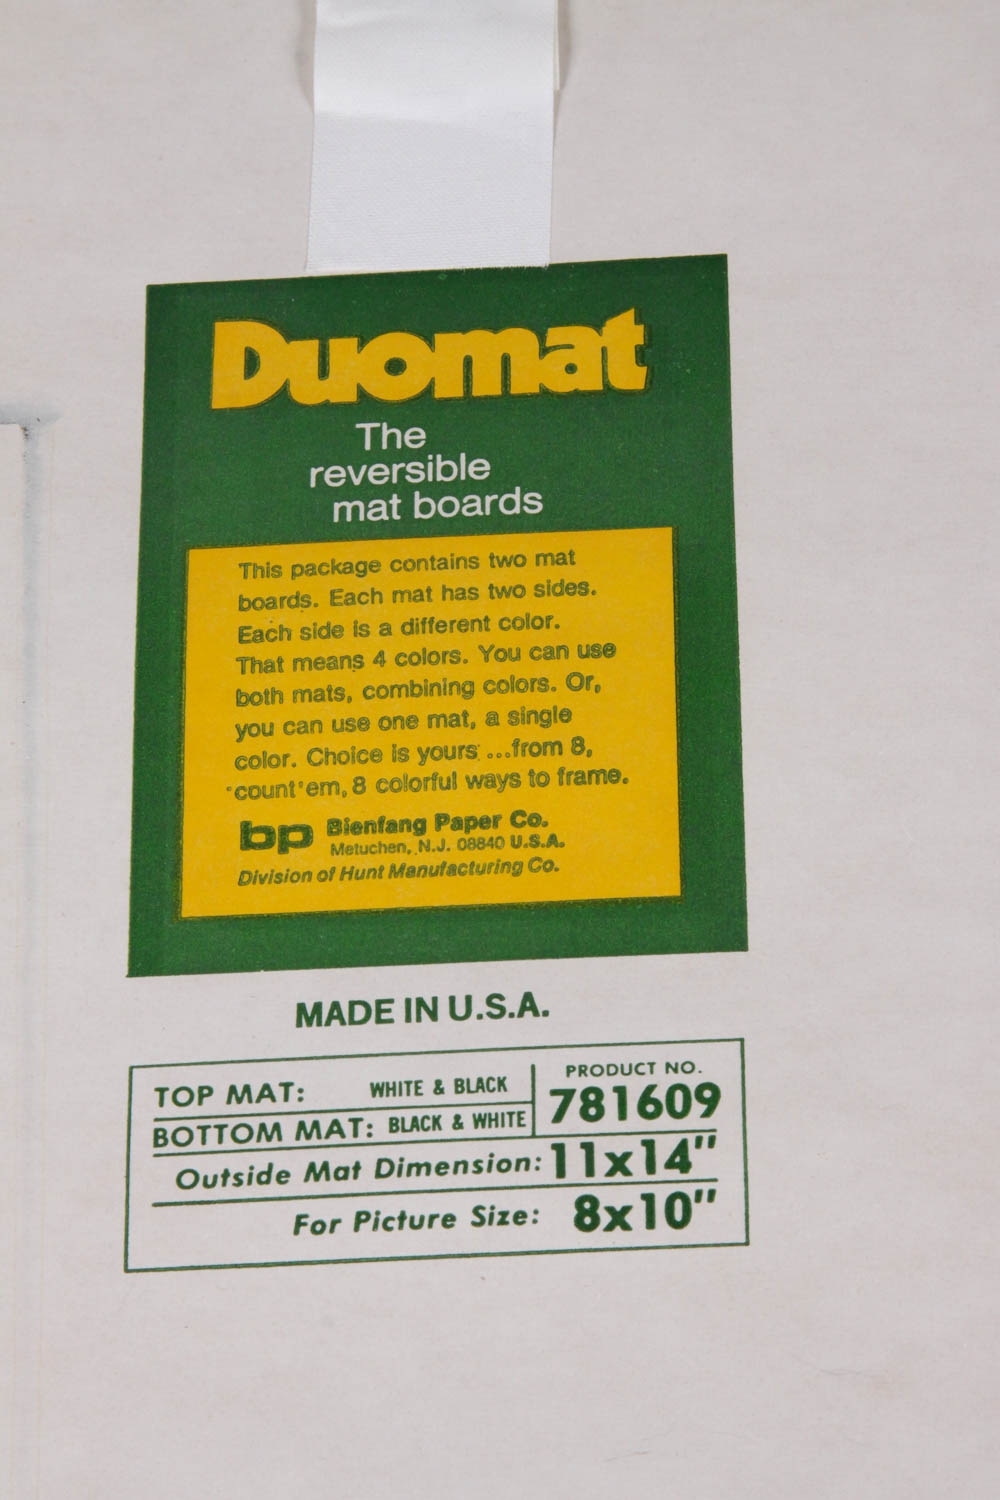 Duomat
The
reversible
mat boards
This package contains two mat
boards. Each mat has two sides.
Each side is a different color.
That means 4 colors. You can use
both mats, combining colors. Or,
you can use one mat, a single
color. Choice is yours ...from 8,
count 'em, 8 colorful ways to frame.
bp Bienfang Paper Co.
Metuchen, N.J. 08840 U.S.A.
Division of Hunt Manufacturing Co.
MADE IN U.S.A.
TOP MAT: WHITE & BLACK
BOTTOM MAT: BLACK & WHITE
PRODUCT NO.
781609
Outside Mat Dimension: 11x14"
For Picture Size: 8x10"